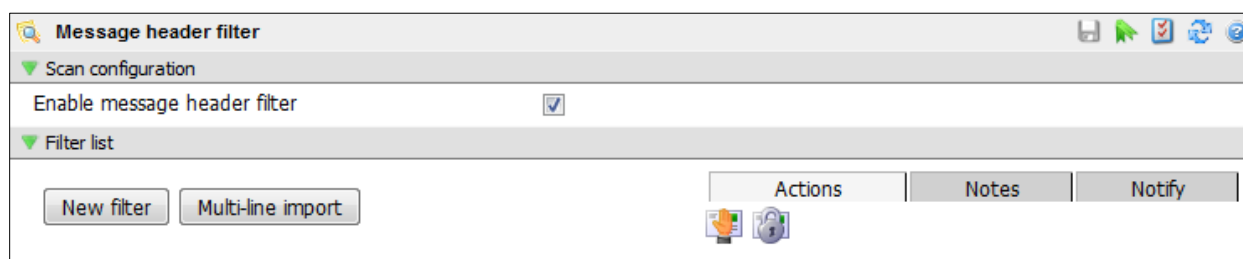 Message header filter
Scan configuration
Enable message header filter
Filter list
New filter Multi-line import Actions Notes Notify